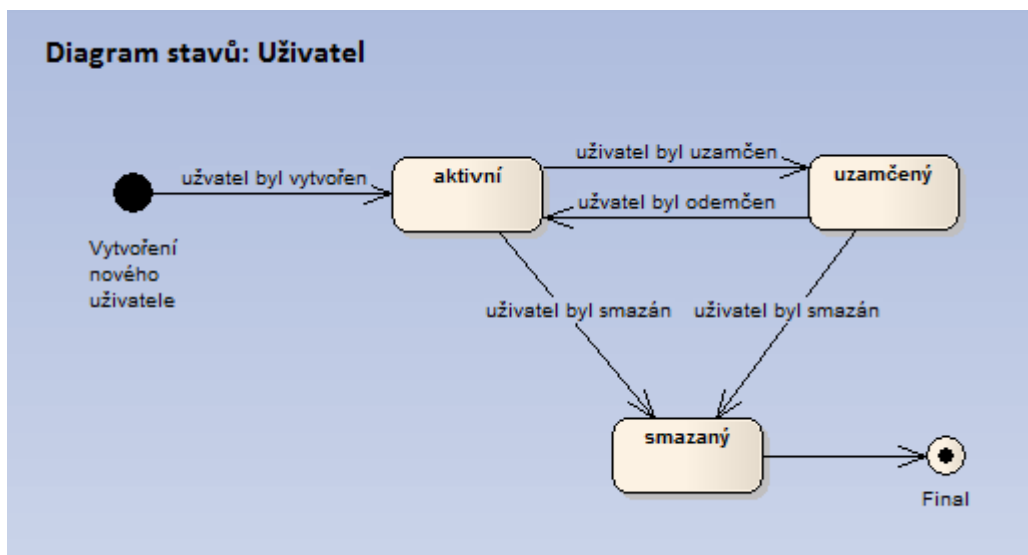 Diagram stavů: Uživatel
užvatel byl vytvořen
aktivní
uživatel byl uzamčen
uzamčený
užvatel byl odemčen
Vytvoření
nového
uživatele
uživatel byl smazán
uživatel byl smazán
smazaný
Final